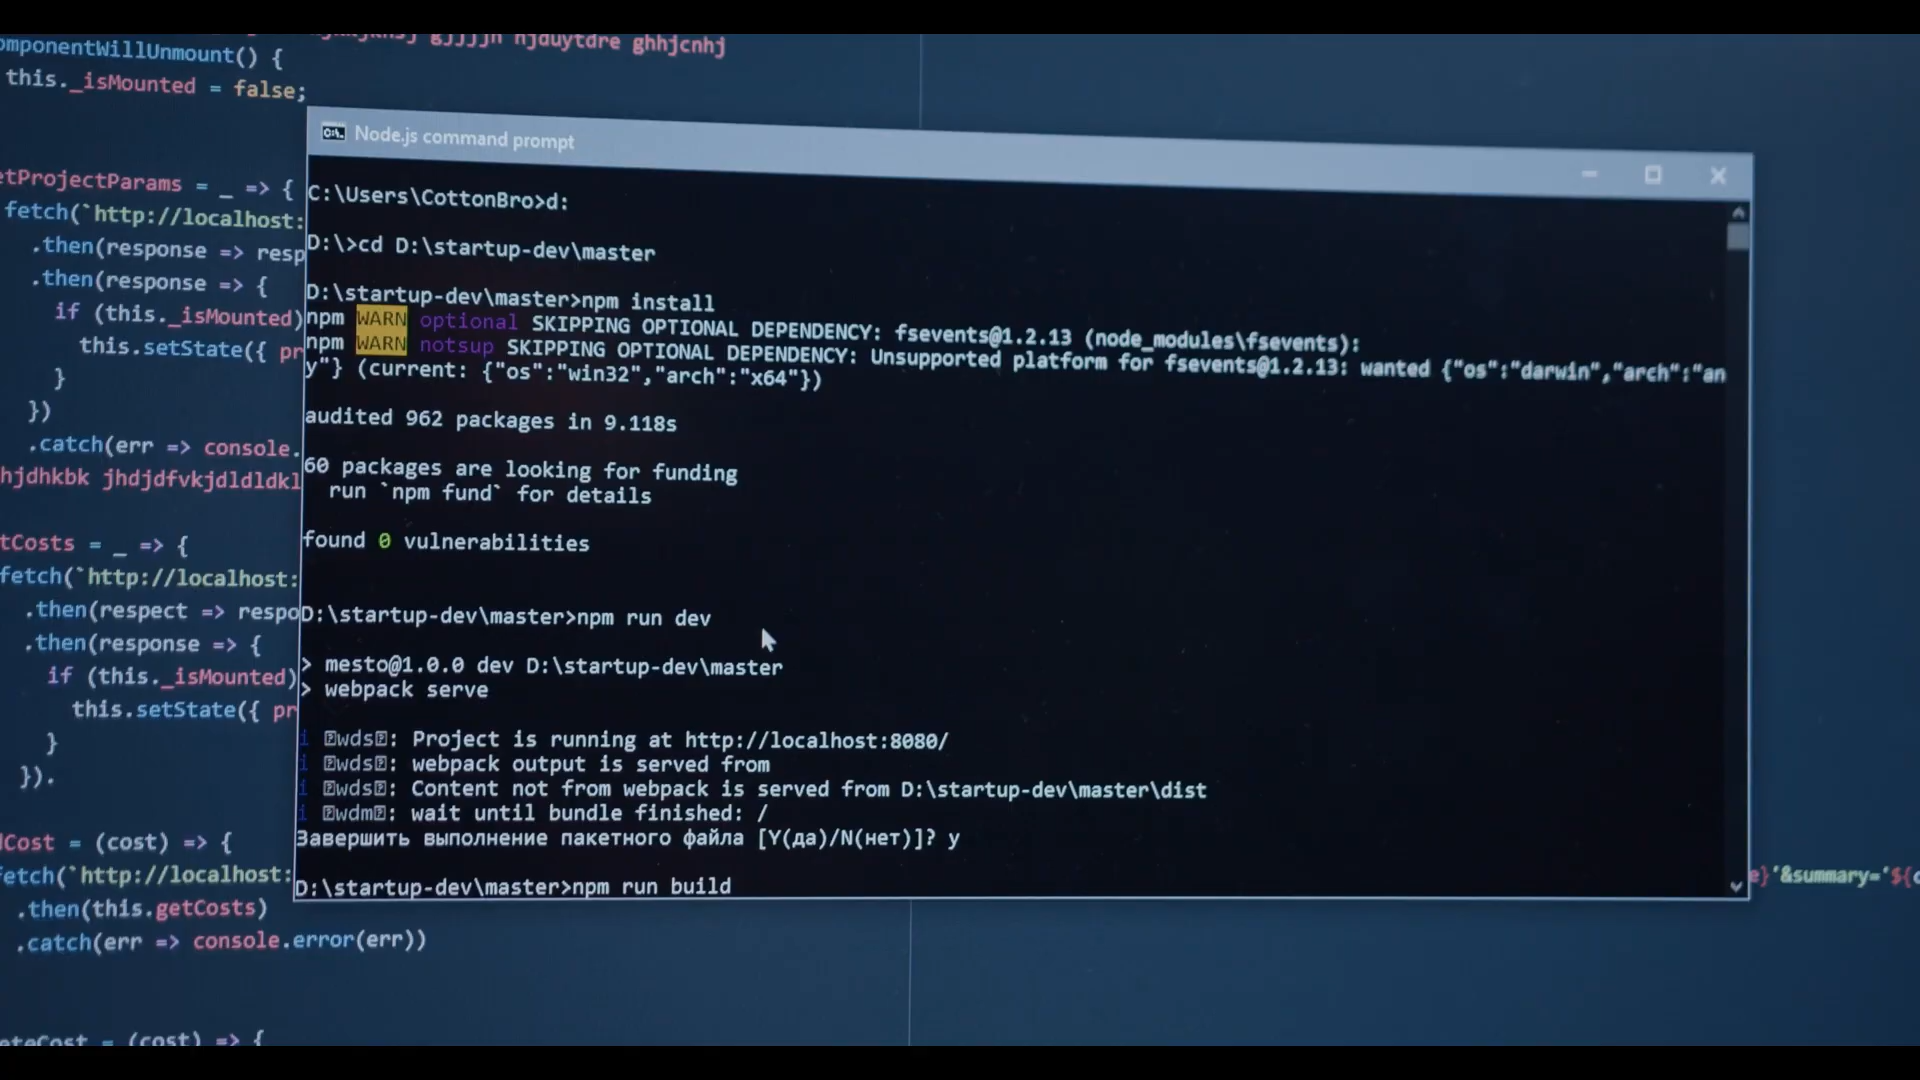 componentWillUnmount() {
this._isMounted = false;
ghhjcnhj
Node.js command prompt
C:\Users\CottonBro>d:
D:\>cd D:\startup-dev\master
D:\startup-dev\master>npm install
npm WARN optional SKIPPING OPTIONAL DEPENDENCY: fsevents@1.2.13 (node_modules\fsevents):
npm WARN notsup SKIPPING OPTIONAL DEPENDENCY: Unsupported platform for fsevents@1.2.13: wanted {"os":"darwin","arch":"an
y"} (current: {"os":"win32","arch":"x64"})
audited 962 packages in 9.118s
60 packages are looking for funding
run `npm fund` for details
found 0 vulnerabilities
D:\startup-dev\master>npm run dev
> mesto@1.0.0 dev D:\startup-dev\master
> webpack serve
i ⍰wds⍰: Project is running at http://localhost:8080/
i ⍰wds⍰: webpack output is served from
i ⍰wds⍰: Content not from webpack is served from D:\startup-dev\master\dist
i ⍰wdm⍰: wait until bundle finished: /
Завершить выполнение пакетного файла [Y(да)/N(нет)]? y
D:\startup-dev\master>npm run build
etProjectParams = _ => {
fetch(`http://localhost:
.then(response => resp
.then(response => {
if (this._isMounted)
this.setState({ pr
}
})
.catch(err => console.
hjdhkbk jhdjdfvkjdldldkl
tCosts = _ => {
fetch(`http://localhost:
.then(respect => respo
.then(response => {
if (this._isMounted)
this.setState({ pr
}
}).
dCost = (cost) => {
fetch(`http://localhost:
.then(this.getCosts)
.catch(err => console.error(err))
e}'&summary='${c
eteCost = (cost) => {